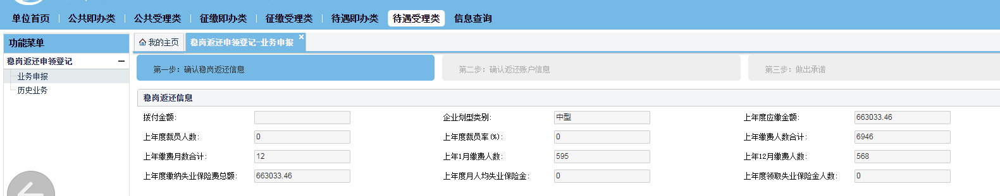 单位首页 公共即办类 公共受理类 征缴即办类 征缴受理类 待遇即办类 待遇受理类 信息查询
功能菜单
稳岗返还申领登记
业务申报
历史业务
我的主页 稳岗返还申领登记-业务申报
第一步：确认稳岗返还信息 第二步：确认返还账户信息 第三步：做出承诺
稳岗返还信息
拨付金额： 企业划型类别： 中型 上年度应缴金额： 663033.46
上年度裁员人数： 0 上年度裁员率(%)： 0 上年缴费人数合计： 6946
上年缴费月数合计： 12 上年1月缴费人数： 595 上年12月缴费人数： 568
上年度缴纳失业保险费总额： 663033.46 上年度月人均失业保险金： 0 上年度领取失业保险金人数： 0